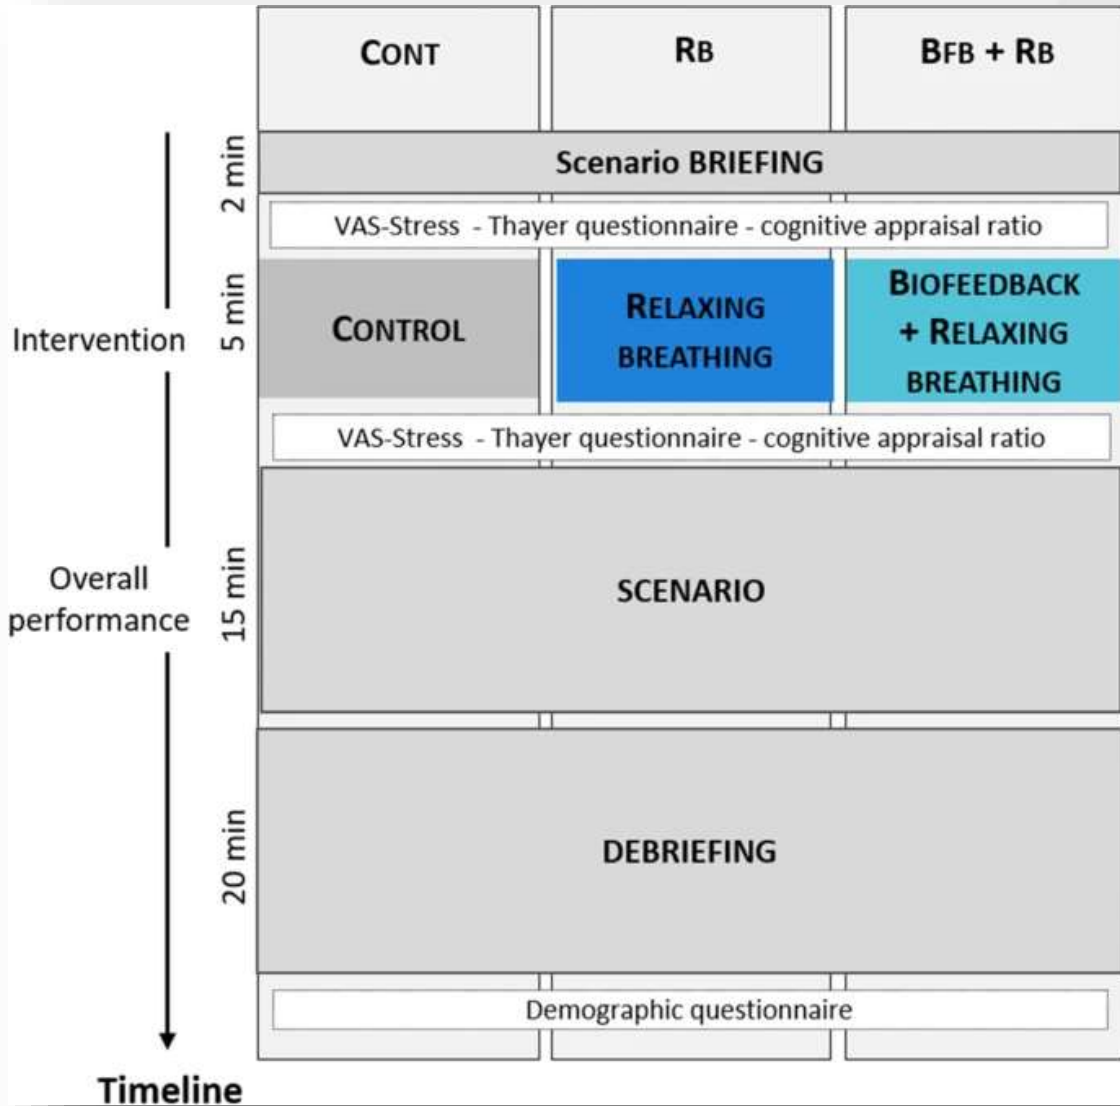 CONT
RB
BFB + RB
2 min
Scenario BRIEFING
VAS-Stress - Thayer questionnaire - cognitive appraisal ratio
Intervention
5 min
CONTROL
RELAXING
BREATHING
BIOFEEDBACK
+ RELAXING
BREATHING
VAS-Stress - Thayer questionnaire - cognitive appraisal ratio
Overall
performance
15 min
SCENARIO
20 min
DEBRIEFING
Demographic questionnaire
Timeline